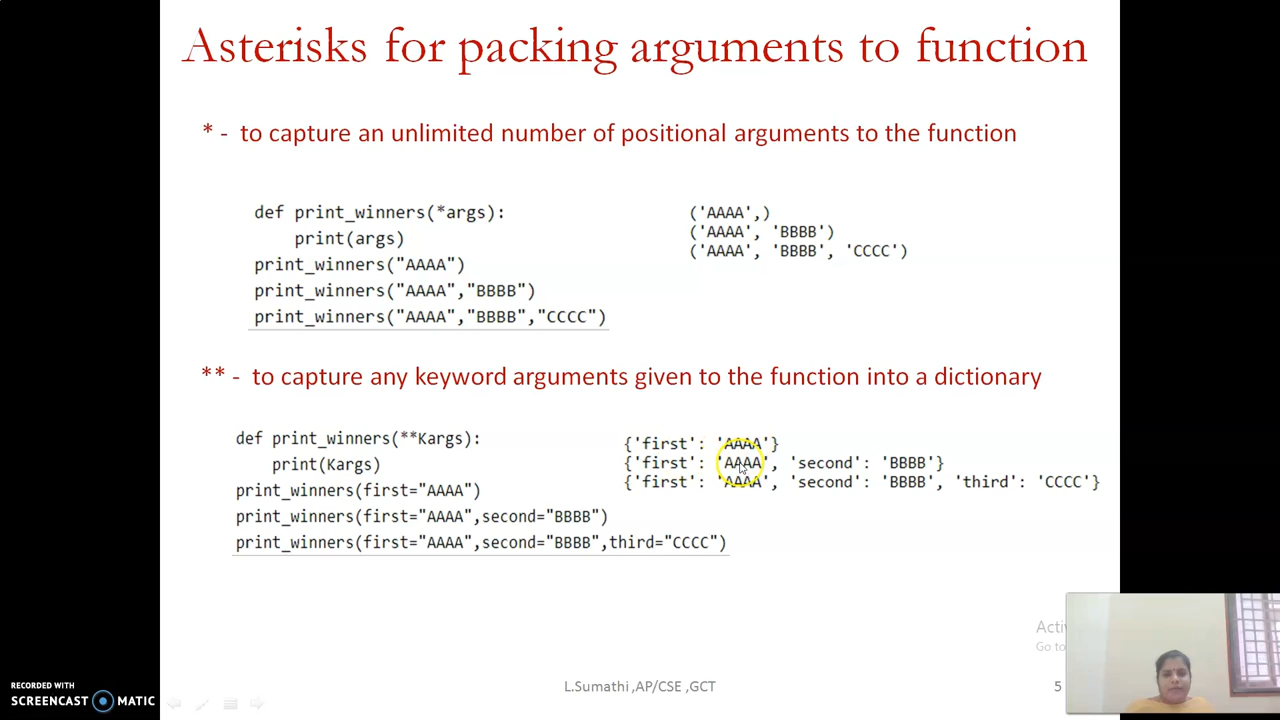 Asterisks for packing arguments to function
* - to capture an unlimited number of positional arguments to the function
def print_winners(*args):
print(args)
print_winners("AAAA")
print_winners("AAAA","BBBB")
print_winners("AAAA","BBBB","CCCC")
('AAAA',)
('AAAA', 'BBBB')
('AAAA', 'BBBB', 'CCCC')
** - to capture any keyword arguments given to the function into a dictionary
def print_winners(**Kargs):
print(Kargs)
print_winners(first="AAAA")
print_winners(first="AAAA",second="BBBB")
print_winners(first="AAAA",second="BBBB",third="CCCC")
{'first': 'AAAA'}
{'first': 'AAAA', 'second': 'BBBB'}
{'first': 'AAAA', 'second': 'BBBB', 'third': 'CCCC'}
Activ
Go to
L.Sumathi ,AP/CSE ,GCT
5
RECORDED WITH
SCREENCAST MATIC